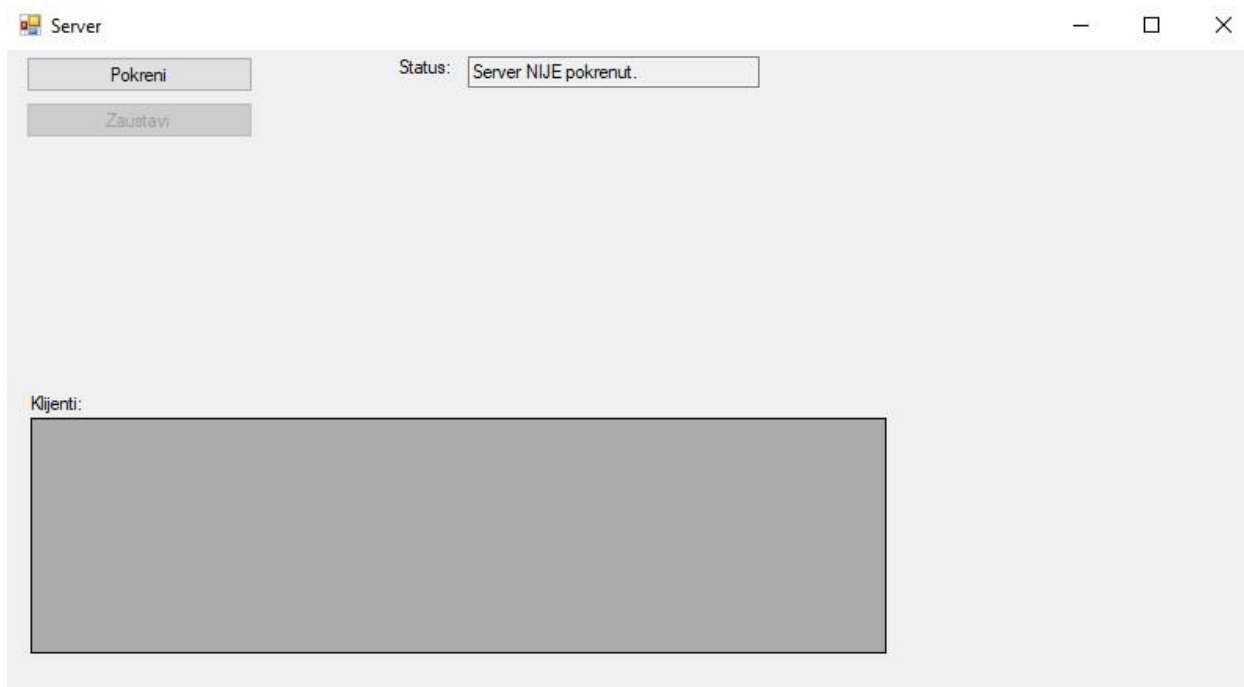 Server
Pokreni
Status:
Server NIJE pokrenut.
Zaustavi
Klijenti: